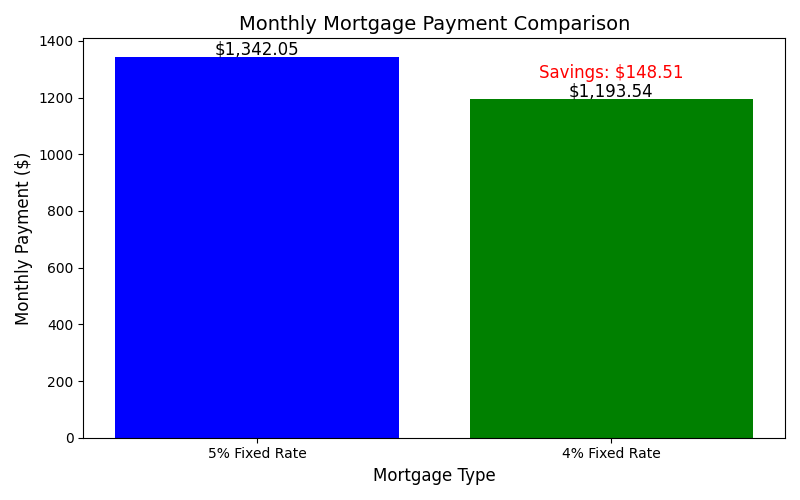 Monthly Mortgage Payment Comparison
Monthly Payment ($)
1400
1200
1000
800
600
400
200
0
$1,342.05
Savings: $148.51
$1,193.54
5% Fixed Rate
4% Fixed Rate
Mortgage Type